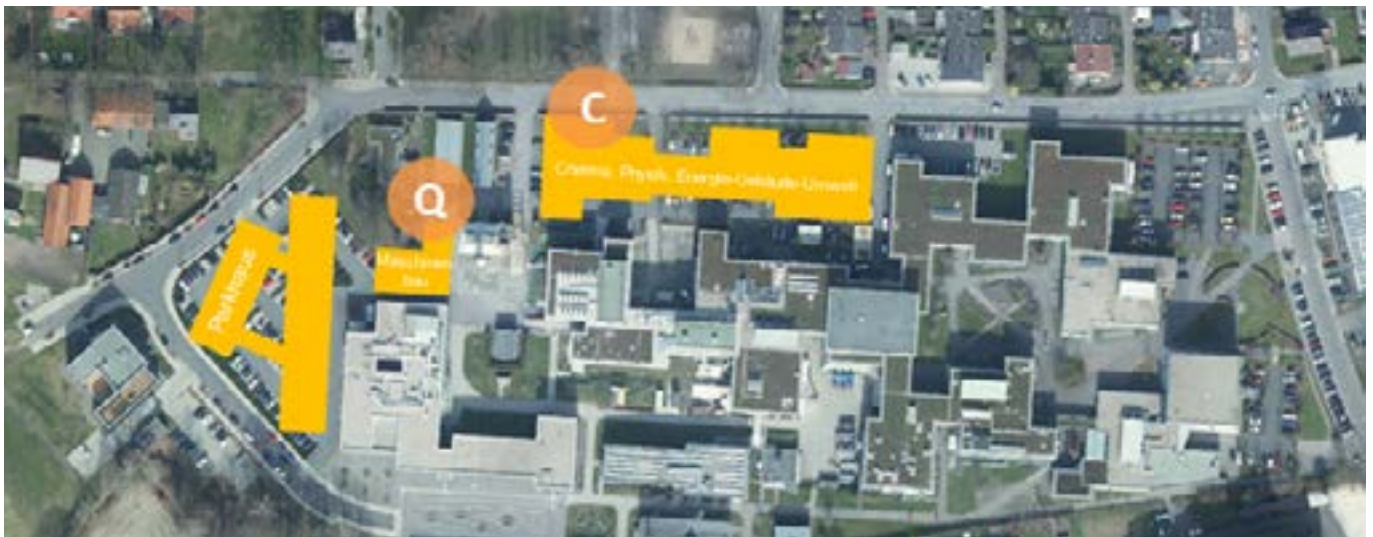 C
Chemie, Physik, Energie-Gebäude-Umwelt
Q
Maschinen
bau
Parkhaus